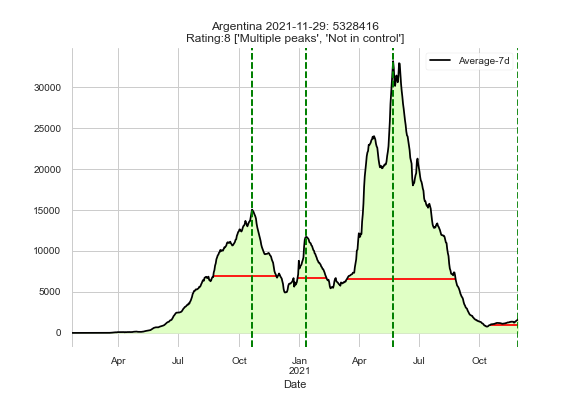 Argentina 2021-11-29: 5328416
Rating:8 ['Multiple peaks', 'Not in control']
Average-7d
30000
25000
20000
15000
10000
5000
0
Apr Jul Oct Jan Apr Jul Oct
2021
Date